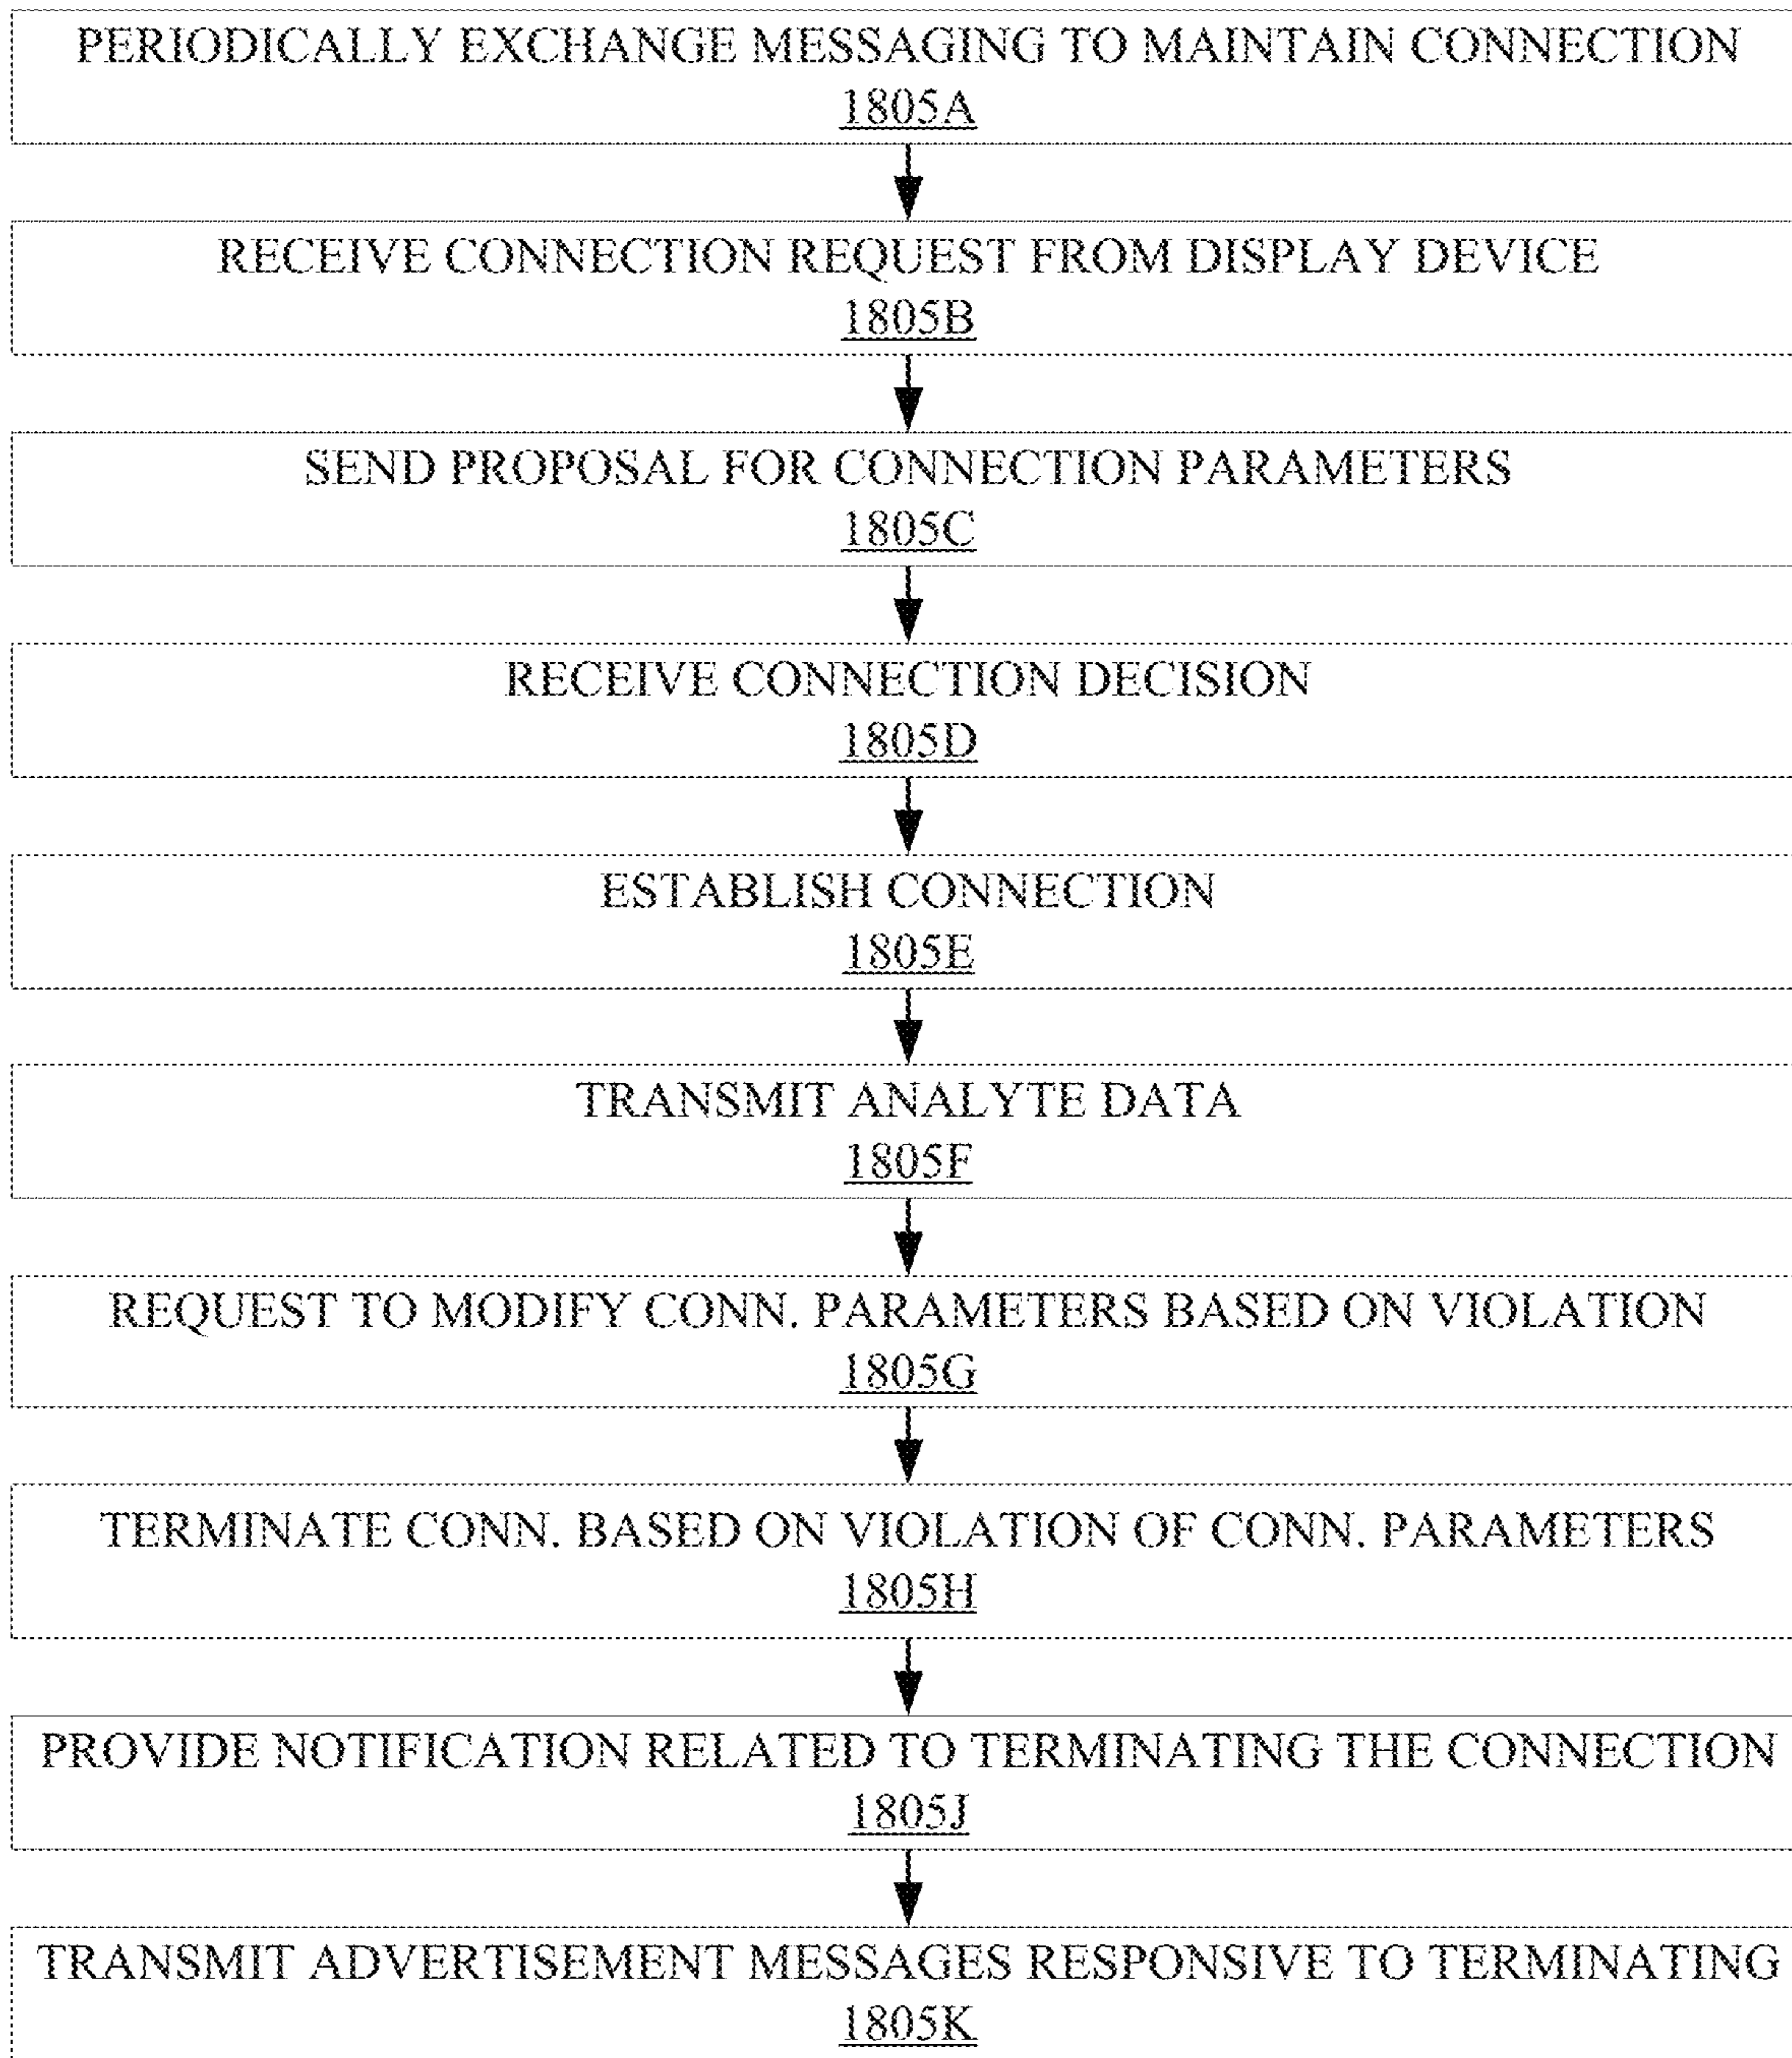 PERIODICALLY EXCHANGE MESSAGING TO MAINTAIN CONNECTION
1805A
RECEIVE CONNECTION REQUEST FROM DISPLAY DEVICE
1805B
SEND PROPOSAL FOR CONNECTION PARAMETERS
1805C
RECEIVE CONNECTION DECISION
1805D
ESTABLISH CONNECTION
1805E
TRANSMIT ANALYTE DATA
1805F
REQUEST TO MODIFY CONN. PARAMETERS BASED ON VIOLATION
1805G
TERMINATE CONN. BASED ON VIOLATION OF CONN. PARAMETERS
1805H
PROVIDE NOTIFICATION RELATED TO TERMINATING THE CONNECTION
1805J
TRANSMIT ADVERTISEMENT MESSAGES RESPONSIVE TO TERMINATING
1805K